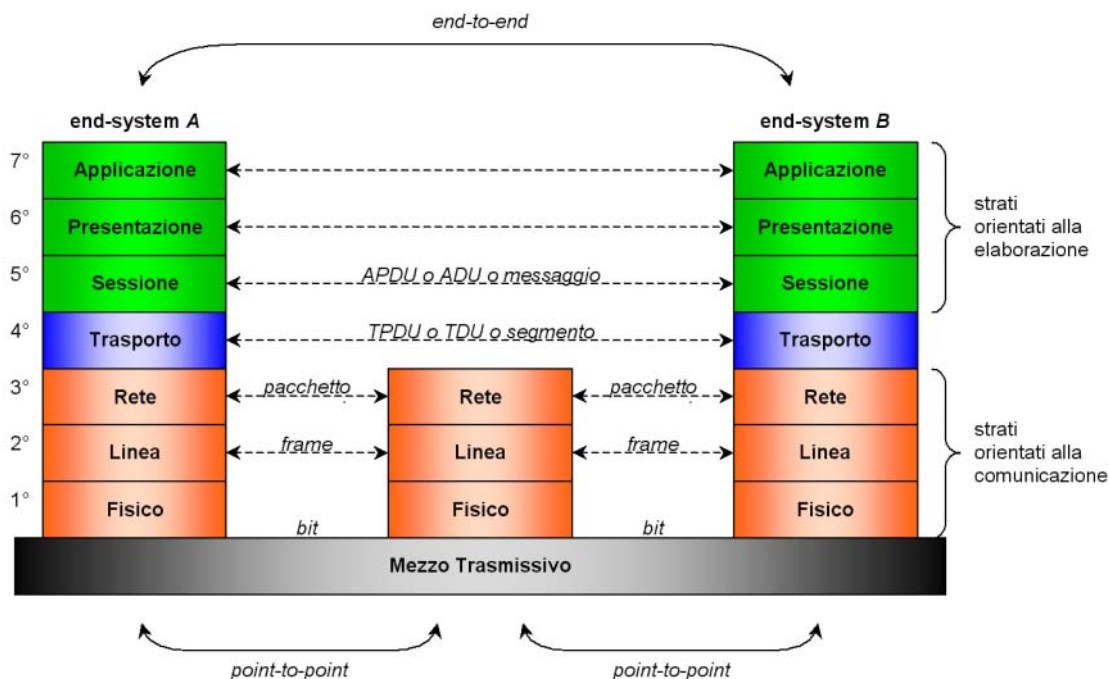 end-to-end
end-system A
end-system B
7°
Applicazione
Applicazione
6°
Presentazione
Presentazione
strati
orientati alla
elaborazione
5°
Sessione
APDU o ADU o messaggio
Sessione
4°
Trasporto
TPDU o TDU o segmento
Trasporto
3°
Rete
pacchetto
Rete
pacchetto
Rete
2°
Linea
frame
Linea
frame
Linea
strati
orientati alla
comunicazione
1°
Fisico
bit
Fisico
bit
Fisico
Mezzo Trasmissivo
point-to-point
point-to-point